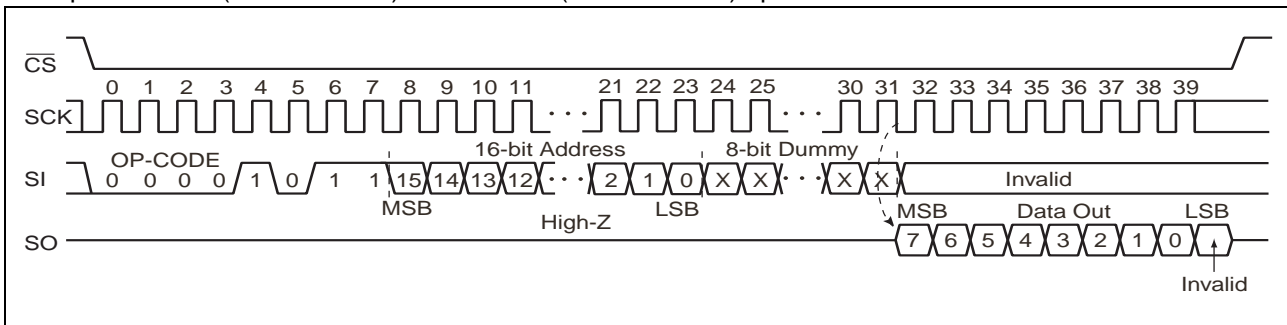 CS
0 1 2 3 4 5 6 7 8 9 10 11 21 22 23 24 25 30 31 32 33 34 35 36 37 38 39
SCK
OP-CODE 16-bit Address 8-bit Dummy
SI 0 0 0 0 1 0 1 1 15 14 13 12 2 1 0 X X X X Invalid
MSB LSB MSB Data Out LSB
High-Z
SO 7 6 5 4 3 2 1 0
Invalid